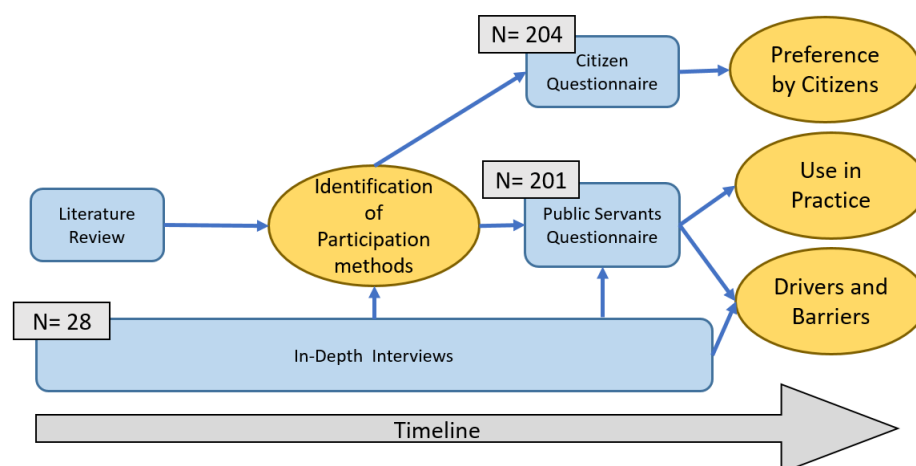 N= 204
Citizen
Questionnaire
Preference
by Citizens
Literature
Review
Identification
of
Participation
methods
N= 201
Public Servants
Questionnaire
Use in
Practice
Drivers and
Barriers
N= 28
In-Depth Interviews
Timeline